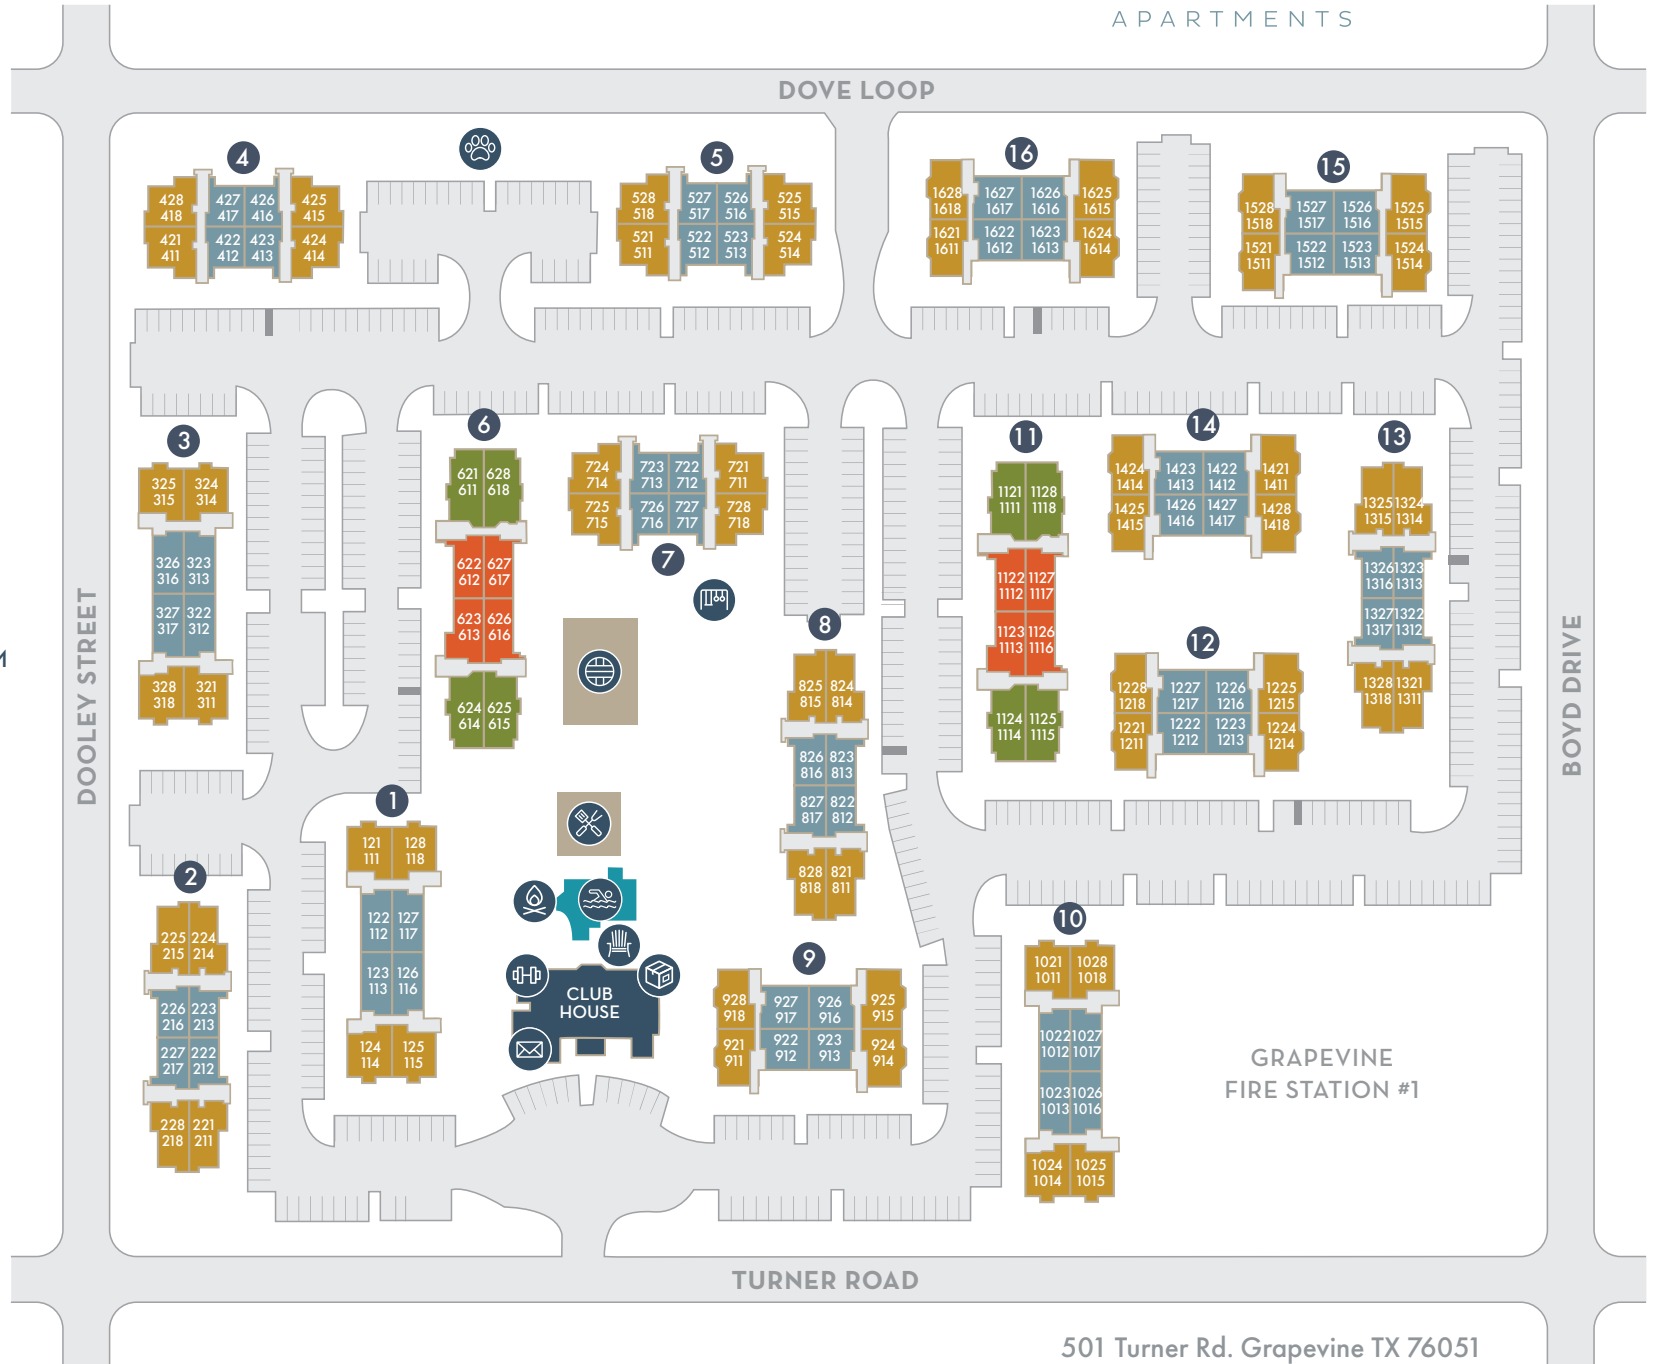 APARTMENTS
DOVE LOOP
4
428 427 426 425
418 417 416 415
421 422 423 424
411 412 413 414
5
528 527 526 525
518 517 516 515
521 522 523 524
511 512 513 514
16
1628 1627 1626 1625
1618 1617 1616 1615
1621 1622 1623 1624
1611 1612 1613 1614
15
1528 1527 1526 1525
1518 1517 1516 1515
1521 1522 1523 1524
1511 1512 1513 1514
3
325 324
315 314
326 323
316 313
327 322
317 312
328 321
318 311
6
621 628
611 618
622 627
612 617
623 626
613 616
624 625
614 615
724 723 722 721
714 713 712 711
725 726 727 728
715 716 717 718
7
11
1121 1128
1111 1118
1122 1127
1112 1117
1123 1126
1113 1116
1124 1125
1114 1115
14
1424 1423 1422 1421
1414 1413 1412 1411
1425 1426 1427 1428
1415 1416 1417 1418
13
1325 1324
1315 1314
1326 1323
1316 1313
1327 1322
1317 1312
1328 1321
1318 1311
12
1228 1227 1226 1225
1218 1217 1216 1215
1221 1222 1223 1224
1211 1212 1213 1214
8
825 824
815 814
826 823
816 813
827 822
817 812
828 821
818 811
M
DOOLEY STREET
BOYD DRIVE
1
121 128
111 118
122 127
112 117
123 126
113 116
124 125
114 115
2
225 224
215 214
226 223
216 213
227 222
217 212
228 221
218 211
CLUB
HOUSE
9
928 927 926 925
918 917 916 915
921 922 923 924
911 912 913 914
10
1021 1028
1011 1018
1022 1027
1012 1017
1023 1026
1013 1016
1024 1025
1014 1015
GRAPEVINE
FIRE STATION #1
TURNER ROAD
501 Turner Rd. Grapevine TX 76051